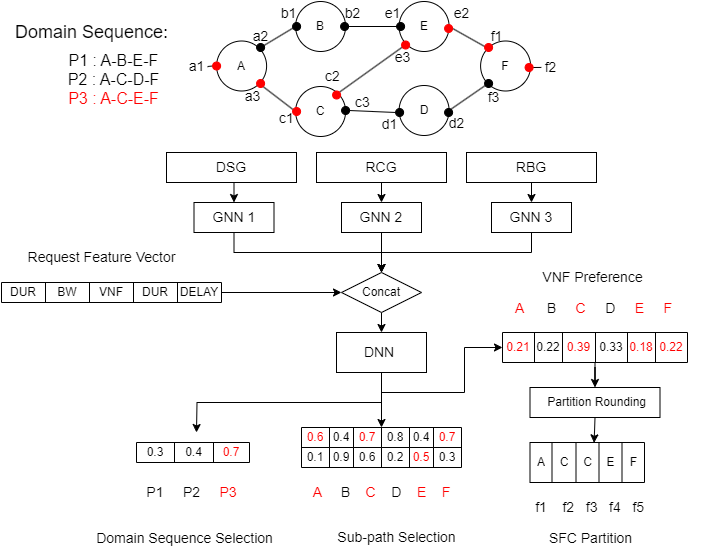 Domain Sequence:
P1 : A-B-E-F
P2 : A-C-D-F
P3 : A-C-E-F
b1 B b2 e1 E e2
a2 f1
a1 A e3 F f2
c2
a3 f3
c1 C c3 d1 D d2
DSG RCG RBG
GNN 1 GNN 2 GNN 3
Request Feature Vector
DUR BW VNF DUR DELAY
Concat
VNF Preference
A B C D E F
0.21 0.22 0.39 0.33 0.18 0.22
DNN
Partition Rounding
0.3 0.4 0.7
P1 P2 P3
Domain Sequence Selection
0.6 0.4 0.7 0.8 0.4 0.7
0.1 0.9 0.6 0.2 0.5 0.3
A B C D E F
Sub-path Selection
A C C E F
f1 f2 f3 f4 f5
SFC Partition